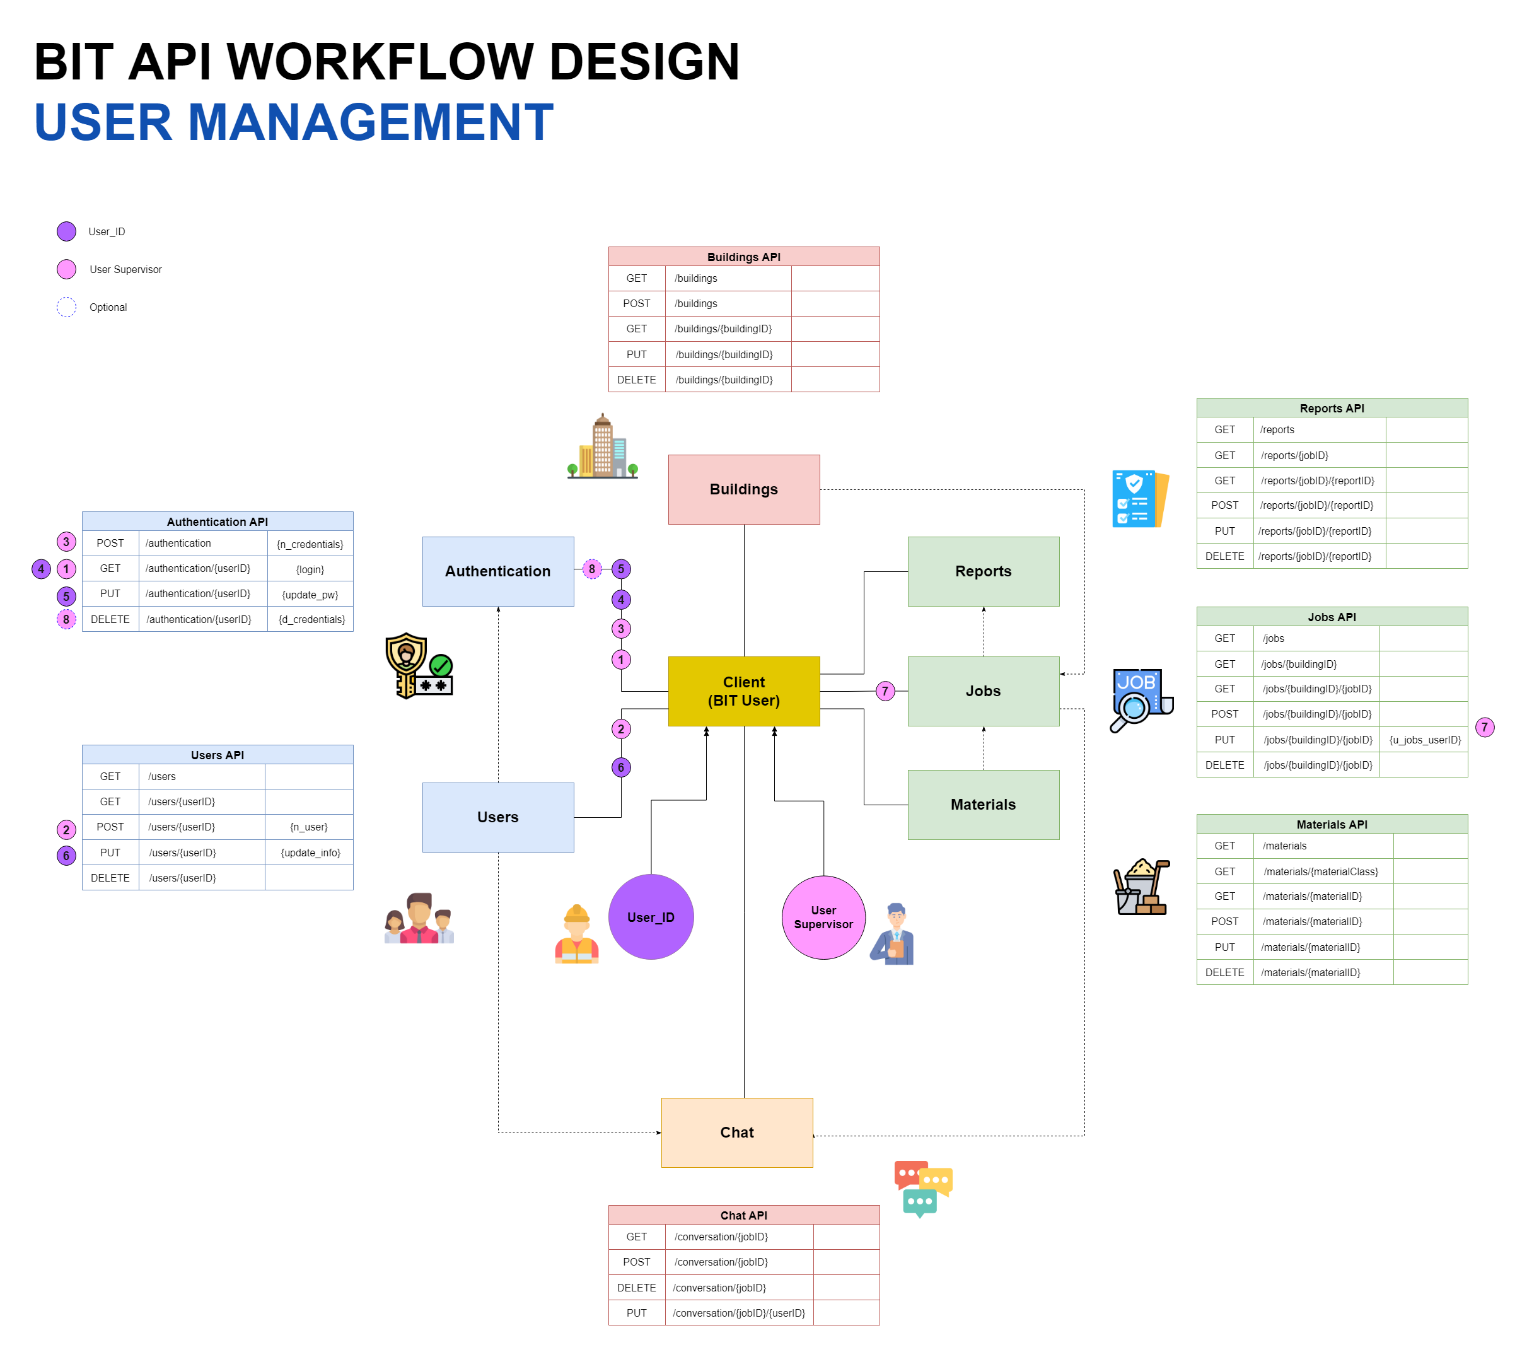 BIT API WORKFLOW DESIGN
USER MANAGEMENT
User_ID
User Supervisor
Optional
Buildings API
GET /buildings
POST /buildings
GET /buildings/{buildingID}
PUT /buildings/{buildingID}
DELETE /buildings/{buildingID}
Reports API
GET /reports
GET /reports/{jobID}
GET /reports/{jobID}/{reportID}
POST /reports/{jobID}/{reportID}
PUT /reports/{jobID}/{reportID}
DELETE /reports/{jobID}/{reportID}
Buildings
Authentication API
3 POST /authentication {n_credentials}
4 1 GET /authentication/{userID} {login}
5 PUT /authentication/{userID} {update_pw}
8 DELETE /authentication/{userID} {d_credentials}
Authentication
8
5
4
3
1
Reports
Jobs API
GET /jobs
GET /jobs/{buildingID}
GET /jobs/{buildingID}/{jobID}
POST /jobs/{buildingID}/{jobID}
PUT /jobs/{buildingID}/{jobID} {u_jobs_userID} 7
DELETE /jobs/{buildingID}/{jobID}
Client
(BIT User)
7
Jobs
JOB
2
6
Users API
GET /users
GET /users/{userID}
2 POST /users/{userID} {n_user}
6 PUT /users/{userID} {update_info}
DELETE /users/{userID}
Users
Materials
Materials API
GET /materials
GET /materials/{materialClass}
GET /materials/{materialID}
POST /materials/{materialID}
PUT /materials/{materialID}
DELETE /materials/{materialID}
User_ID
User
Supervisor
Chat
Chat API
GET /conversation/{jobID}
POST /conversation/{jobID}
DELETE /conversation/{jobID}
PUT /conversation/{jobID}/{userID}